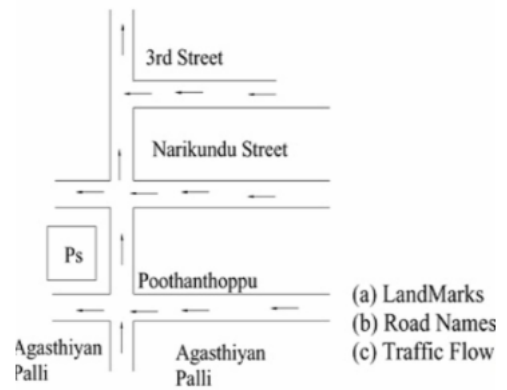 3rd Street
Narikundu Street
Ps
Poothanthoppu
(a) LandMarks
(b) Road Names
(c) Traffic Flow
Agasthiyan
Palli
Agasthiyan
Palli